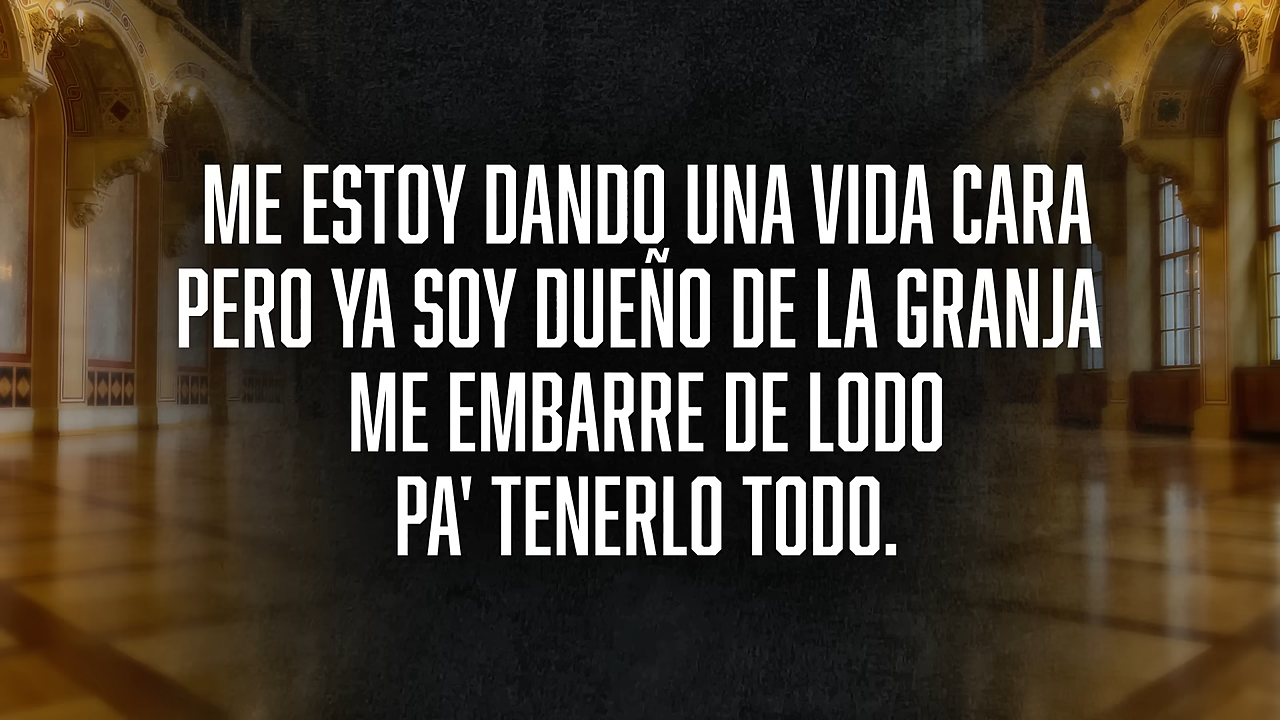 ME ESTOY DANDO UNA VIDA CARA
PERO YA SOY DUEÑO DE LA GRANJA
ME EMBARRE DE LODO
PA' TENERLO TODO.